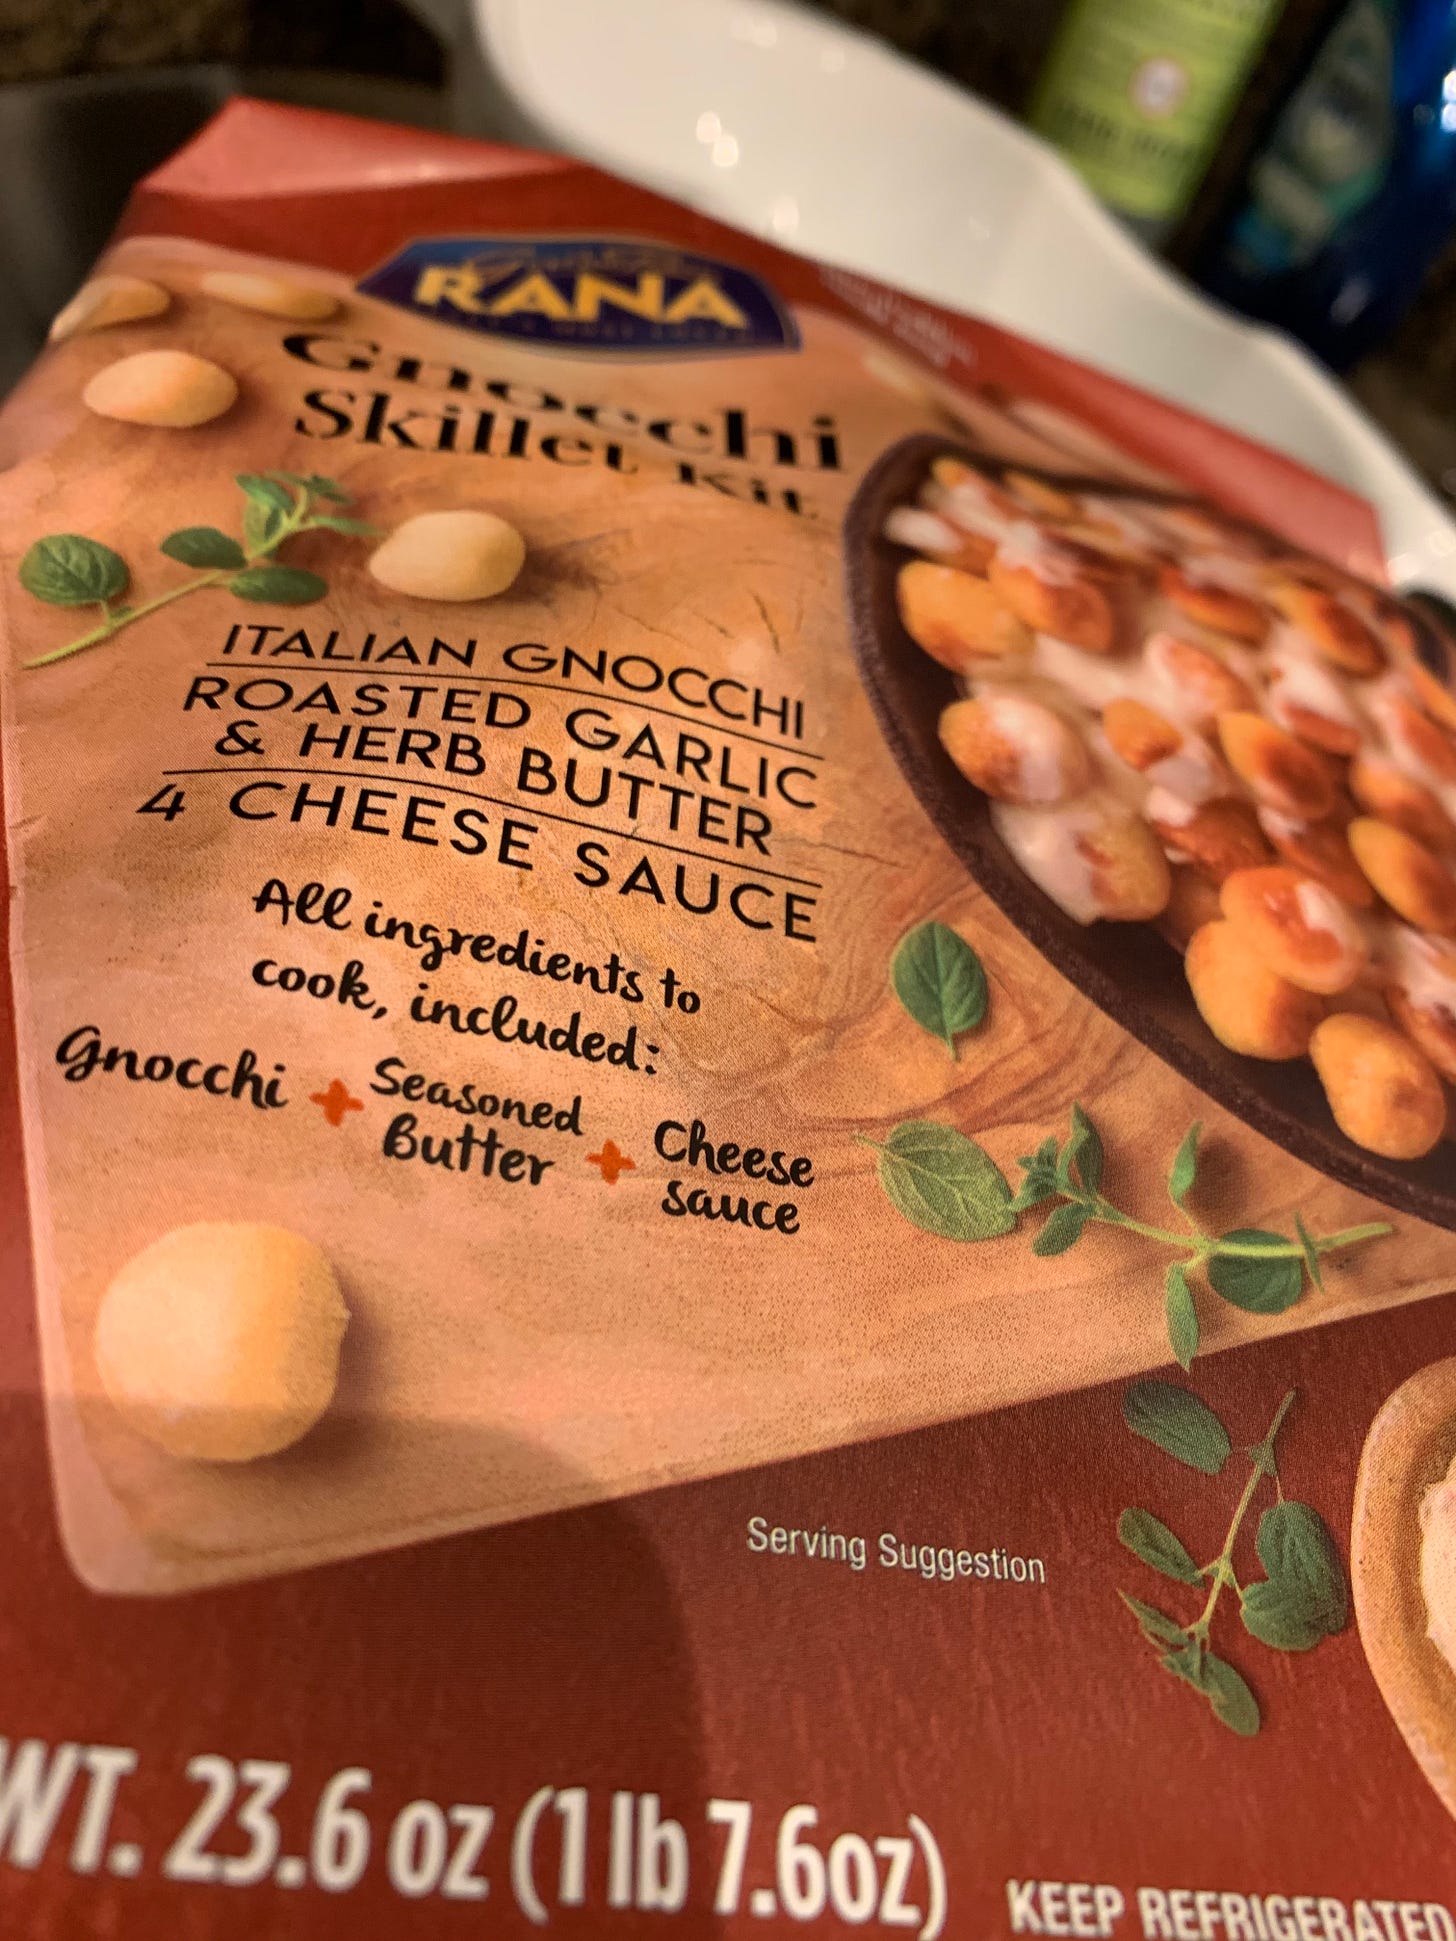 RANA
Gnocchi
Skillet Kit
ITALIAN GNOCCHI
ROASTED GARLIC
& HERB BUTTER
4 CHEESE SAUCE
All ingredients to
cook, included:
Gnocchi + Seasoned Butter + Cheese sauce
Serving Suggestion
WT. 23.6 oz (1 lb 7.6oz)
KEEP REFRIGERATED